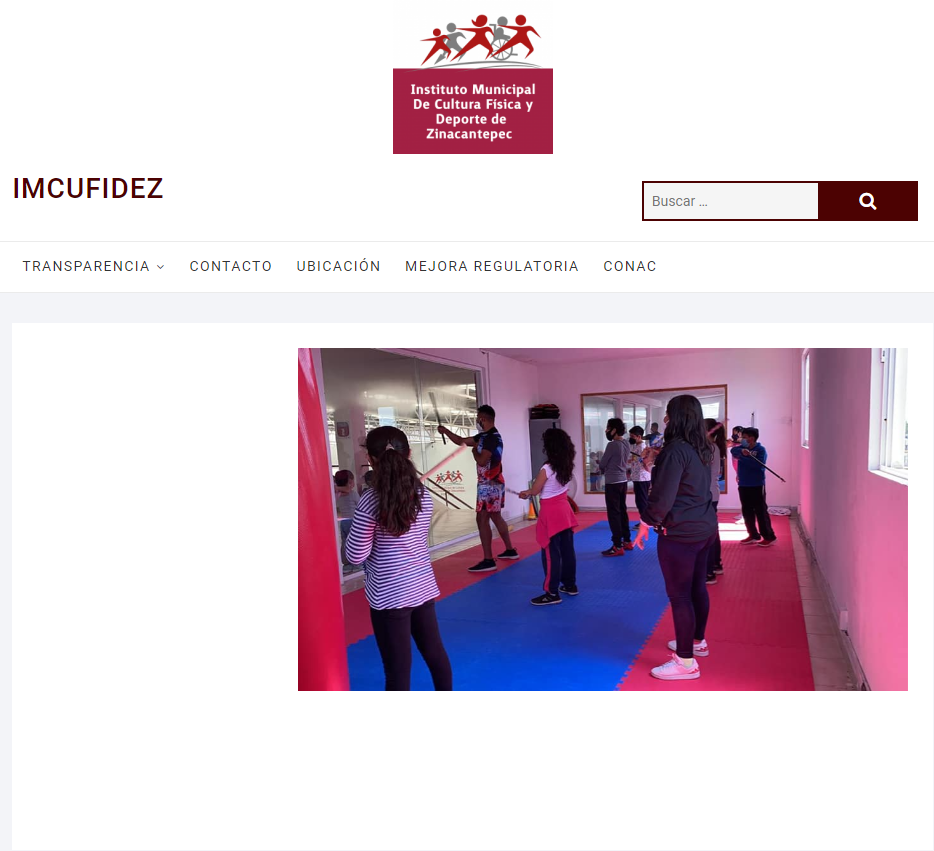 Instituto Municipal
De Cultura Física y
Deporte de
Zinacantepec
IMCUFIDEZ
Buscar …
TRANSPARENCIA
CONTACTO
UBICACIÓN
MEJORA REGULATORIA
CONAC